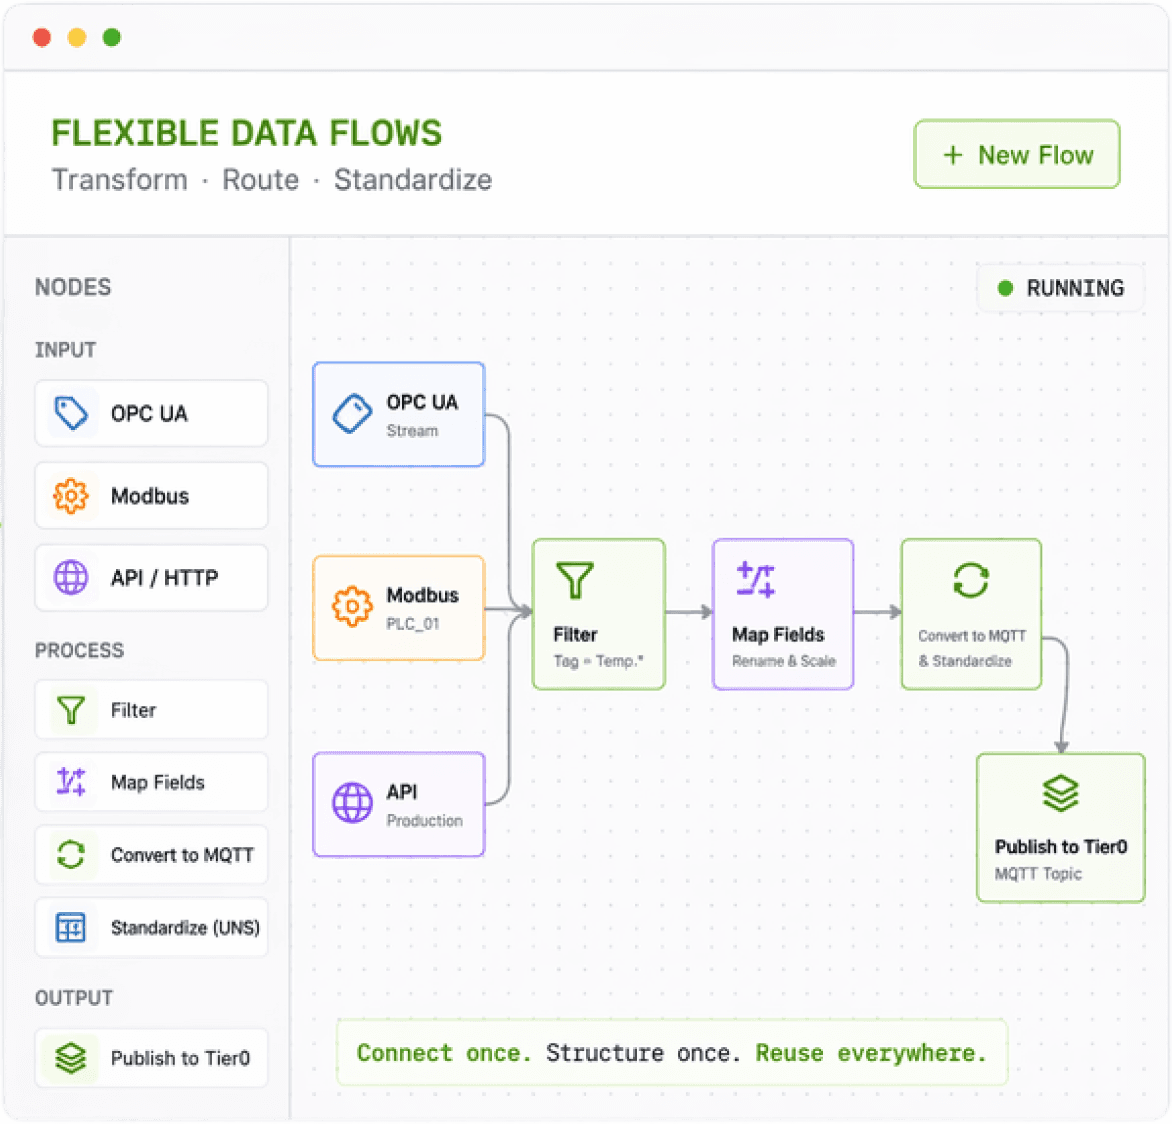 FLEXIBLE DATA FLOWS
Transform · Route · Standardize
+ New Flow
NODES
INPUT
OPC UA
Modbus
API / HTTP
PROCESS
Filter
Map Fields
Convert to MQTT
Standardize (UNS)
OUTPUT
Publish to Tier0
RUNNING
OPC UA
Stream
Modbus
PLC_01
API
Production
Filter
Tag = Temp.*
Map Fields
Rename & Scale
Convert to MQTT
& Standardize
Publish to Tier0
MQTT Topic
Connect once. Structure once. Reuse everywhere.